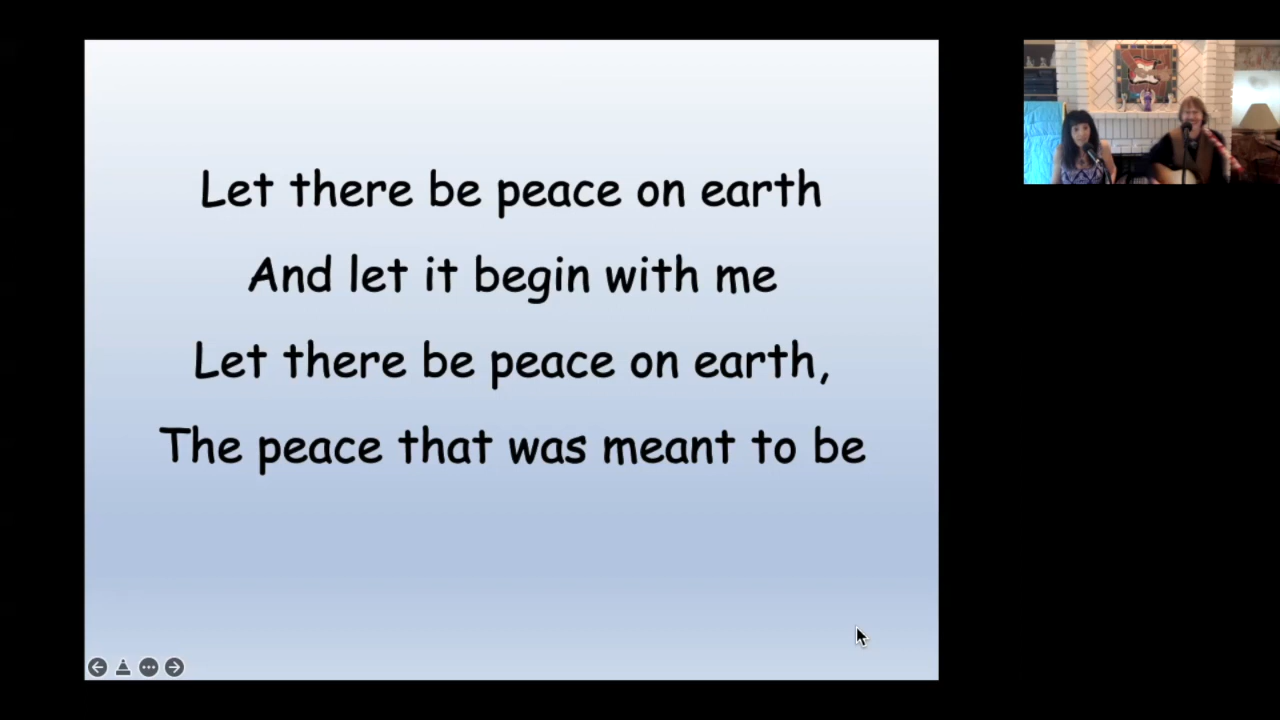 Let there be peace on earth
And let it begin with me
Let there be peace on earth,
The peace that was meant to be